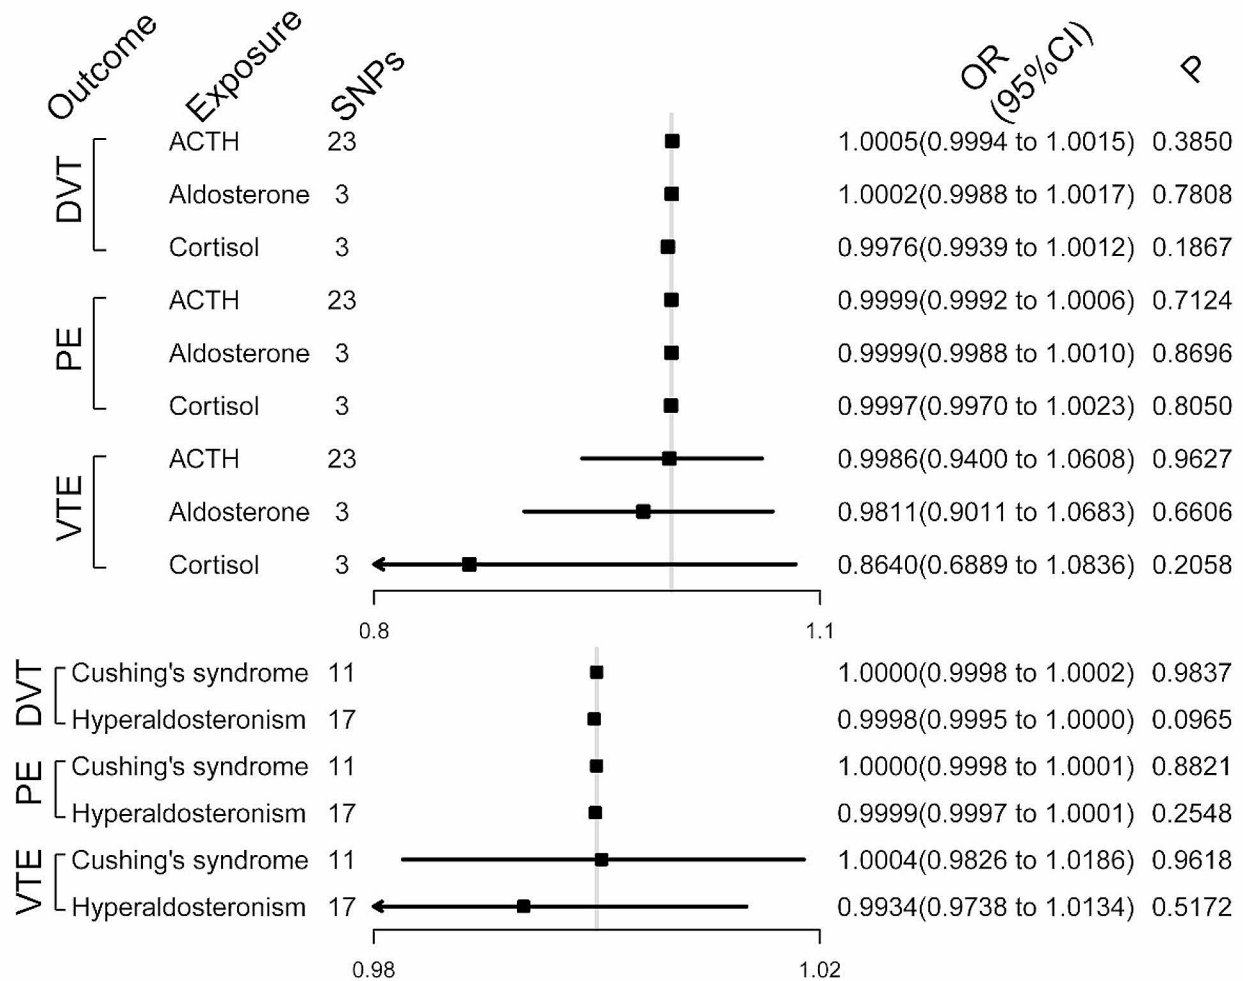 Outcome Exposure SNPs OR (95%CI) P
DVT
ACTH 23 1.0005(0.9994 to 1.0015) 0.3850
Aldosterone 3 1.0002(0.9988 to 1.0017) 0.7808
Cortisol 3 0.9976(0.9939 to 1.0012) 0.1867
PE
ACTH 23 0.9999(0.9992 to 1.0006) 0.7124
Aldosterone 3 0.9999(0.9988 to 1.0010) 0.8696
Cortisol 3 0.9997(0.9970 to 1.0023) 0.8050
VTE
ACTH 23 0.9986(0.9400 to 1.0608) 0.9627
Aldosterone 3 0.9811(0.9011 to 1.0683) 0.6606
Cortisol 3 0.8640(0.6889 to 1.0836) 0.2058
0.8 1.1
DVT
Cushing's syndrome 11 1.0000(0.9998 to 1.0002) 0.9837
Hyperaldosteronism 17 0.9998(0.9995 to 1.0000) 0.0965
PE
Cushing's syndrome 11 1.0000(0.9998 to 1.0001) 0.8821
Hyperaldosteronism 17 0.9999(0.9997 to 1.0001) 0.2548
VTE
Cushing's syndrome 11 1.0004(0.9826 to 1.0186) 0.9618
Hyperaldosteronism 17 0.9934(0.9738 to 1.0134) 0.5172
0.98 1.02